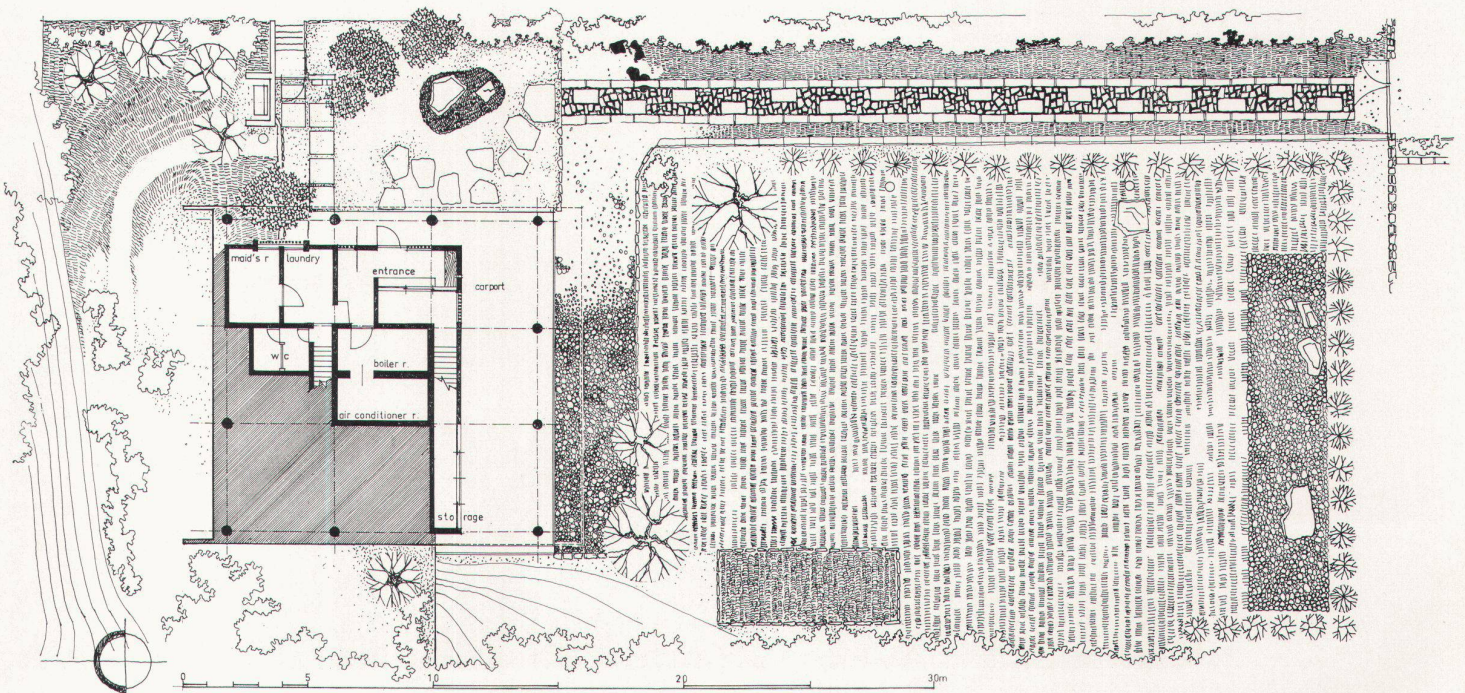 maid's r laundry
entrance
carport
w c
boiler r.
air conditioner r.
storage
0 5 10 20 30m